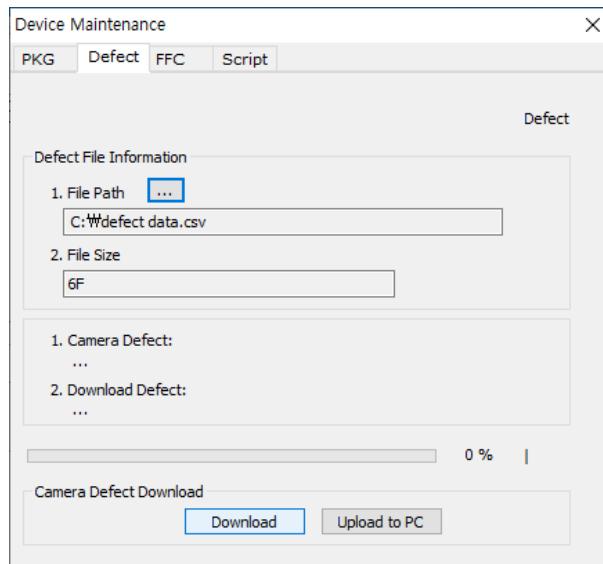 Device Maintenance
PKG Defect FFC Script
Defect
Defect File Information
1. File Path ...
C:₩defect data.csv
2. File Size
6F
1. Camera Defect:
...
2. Download Defect:
...
0 % |
Camera Defect Download
Download Upload to PC